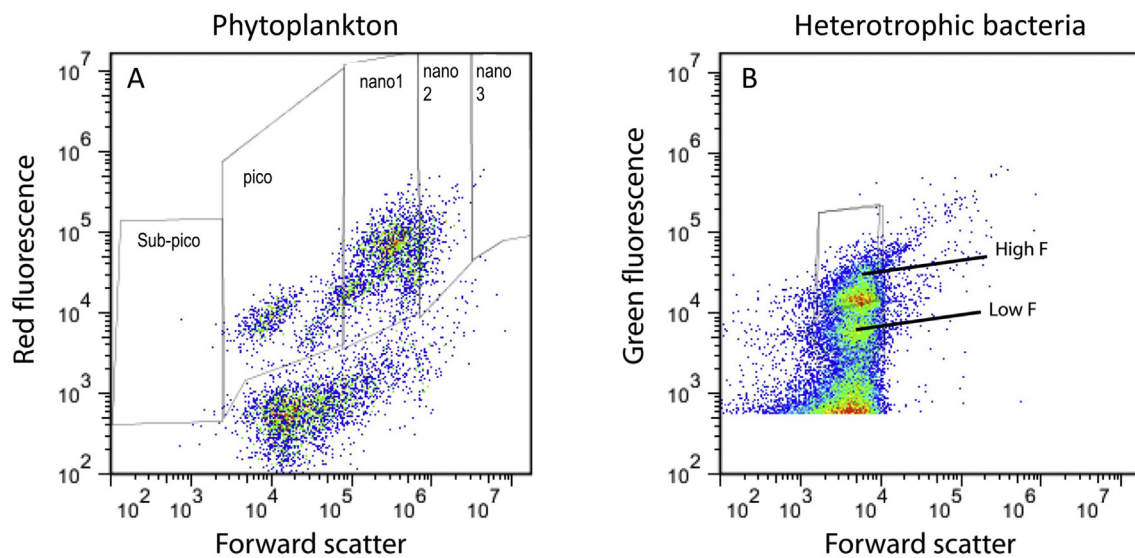 Phytoplankton
A
Sub-pico
pico
nano1
nano
2
nano
3
Red fluorescence
10^7
10^6
10^5
10^4
10^3
10^2
10^2 10^3 10^4 10^5 10^6 10^7
Forward scatter
Heterotrophic bacteria
B
High F
Low F
Green fluorescence
10^7
10^6
10^5
10^4
10^3
10^2
10^2 10^3 10^4 10^5 10^6 10^7
Forward scatter